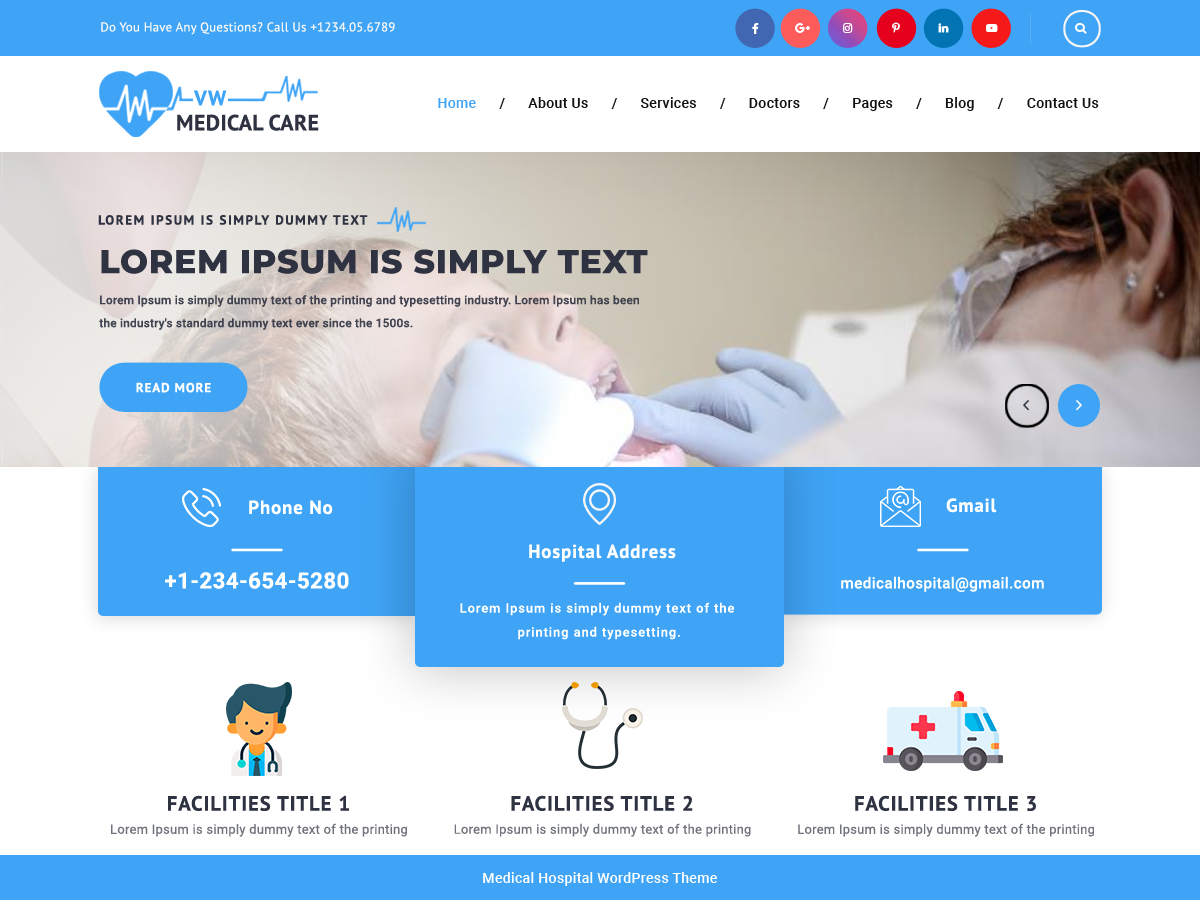 Do You Have Any Questions? Call Us +1234.05.6789
VW
MEDICAL CARE
Home / About Us / Services / Doctors / Pages / Blog / Contact Us
LOREM IPSUM IS SIMPLY DUMMY TEXT
LOREM IPSUM IS SIMPLY TEXT
Lorem Ipsum is simply dummy text of the printing and typesetting industry. Lorem Ipsum has been
the industry's standard dummy text ever since the 1500s.
READ MORE
Phone No
+1-234-654-5280
Hospital Address
Lorem Ipsum is simply dummy text of the
printing and typesetting.
Gmail
medicalhospital@gmail.com
FACILITIES TITLE 1
Lorem Ipsum is simply dummy text of the printing
FACILITIES TITLE 2
Lorem Ipsum is simply dummy text of the printing
FACILITIES TITLE 3
Lorem Ipsum is simply dummy text of the printing
Medical Hospital WordPress Theme